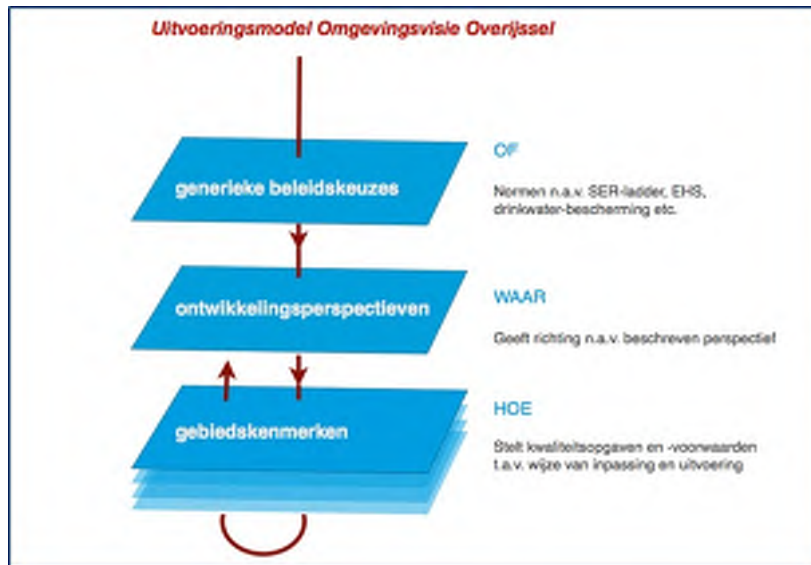 Uitvoeringsmodel Omgevingsvisie Overijssel
generieke beleidskeuzes
OF
Normen n.a.v. SER-ladder, EHS,
drinkwater-bescherming etc.
ontwikkelingsperspectieven
WAAR
Geeft richting n.a.v. beschreven perspectief
gebiedskenmerken
HOE
Stelt kwaliteitsopgaven en -voorwaarden
t.a.v. wijze van inpassing en uitvoering